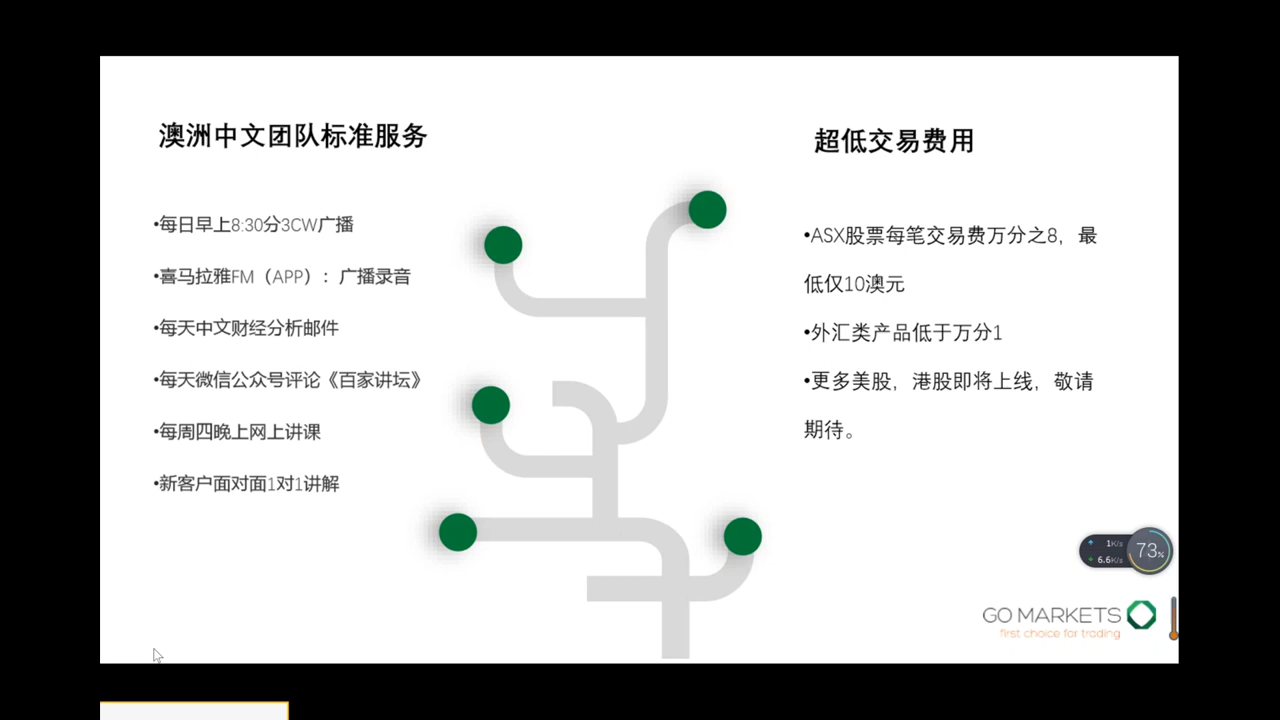 澳洲中文团队标准服务
•每日早上8:30分3CW广播
•喜马拉雅FM（APP）：广播录音
•每天中文财经分析邮件
•每天微信公众号评论《百家讲坛》
•每周四晚上网上讲课
•新客户面对面1对1讲解
超低交易费用
•ASX股票每笔交易费万分之8，最
低仅10澳元
•外汇类产品低于万分1
•更多美股，港股即将上线，敬请
期待。
1K/s
6.6K/s
73%
GO MARKETS
first choice for trading